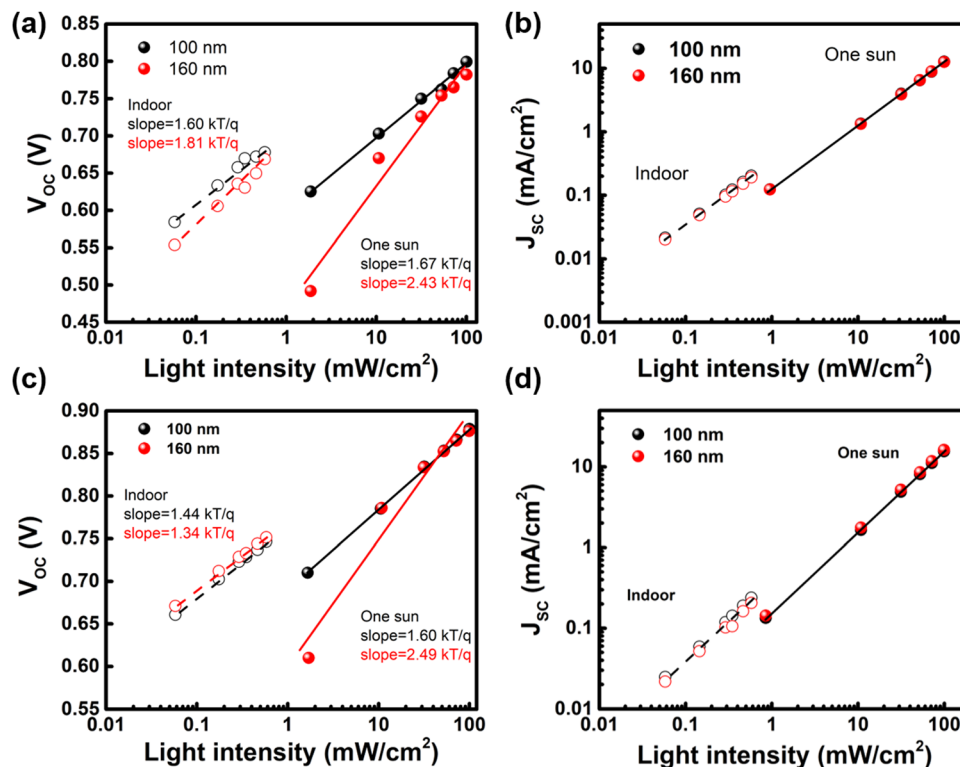 (a)
0.85
0.80
0.75
0.70
0.65
0.60
0.55
0.50
0.45
V_OC (V)
100 nm
160 nm
Indoor
slope=1.60 kT/q
slope=1.81 kT/q
One sun
slope=1.67 kT/q
slope=2.43 kT/q
0.01 0.1 1 10 100
Light intensity (mW/cm²)
(b)
10
1
0.1
0.01
0.001
J_SC (mA/cm²)
100 nm
160 nm
One sun
Indoor
0.01 0.1 1 10 100
Light intensity (mW/cm²)
(c)
0.90
0.85
0.80
0.75
0.70
0.65
0.60
0.55
V_OC (V)
100 nm
160 nm
Indoor
slope=1.44 kT/q
slope=1.34 kT/q
One sun
slope=1.60 kT/q
slope=2.49 kT/q
0.01 0.1 1 10 100
Light intensity (mW/cm²)
(d)
10
1
0.1
0.01
J_SC (mA/cm²)
100 nm
160 nm
One sun
Indoor
0.01 0.1 1 10 100
Light intensity (mW/cm²)